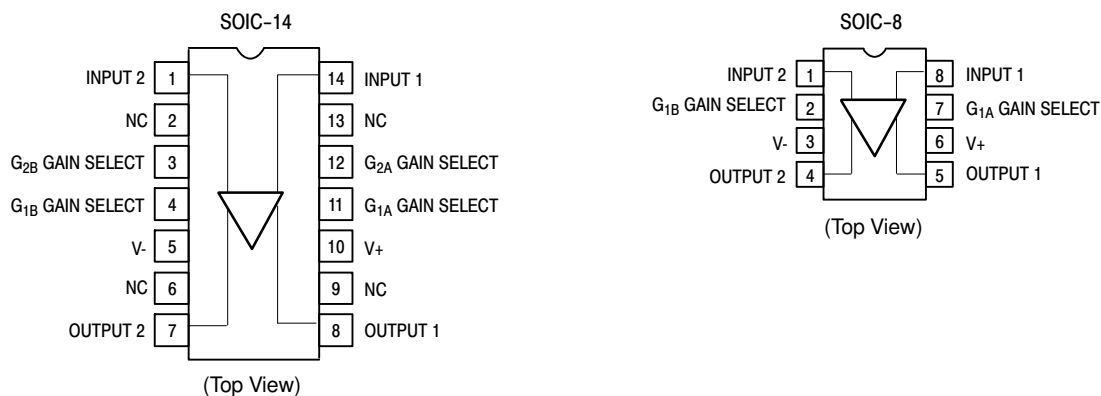 SOIC-14
INPUT 2 1 14 INPUT 1
NC 2 13 NC
G2B GAIN SELECT 3 12 G2A GAIN SELECT
G1B GAIN SELECT 4 11 G1A GAIN SELECT
V- 5 10 V+
NC 6 9 NC
OUTPUT 2 7 8 OUTPUT 1
(Top View)
SOIC-8
INPUT 2 1 8 INPUT 1
G1B GAIN SELECT 2 7 G1A GAIN SELECT
V- 3 6 V+
OUTPUT 2 4 5 OUTPUT 1
(Top View)